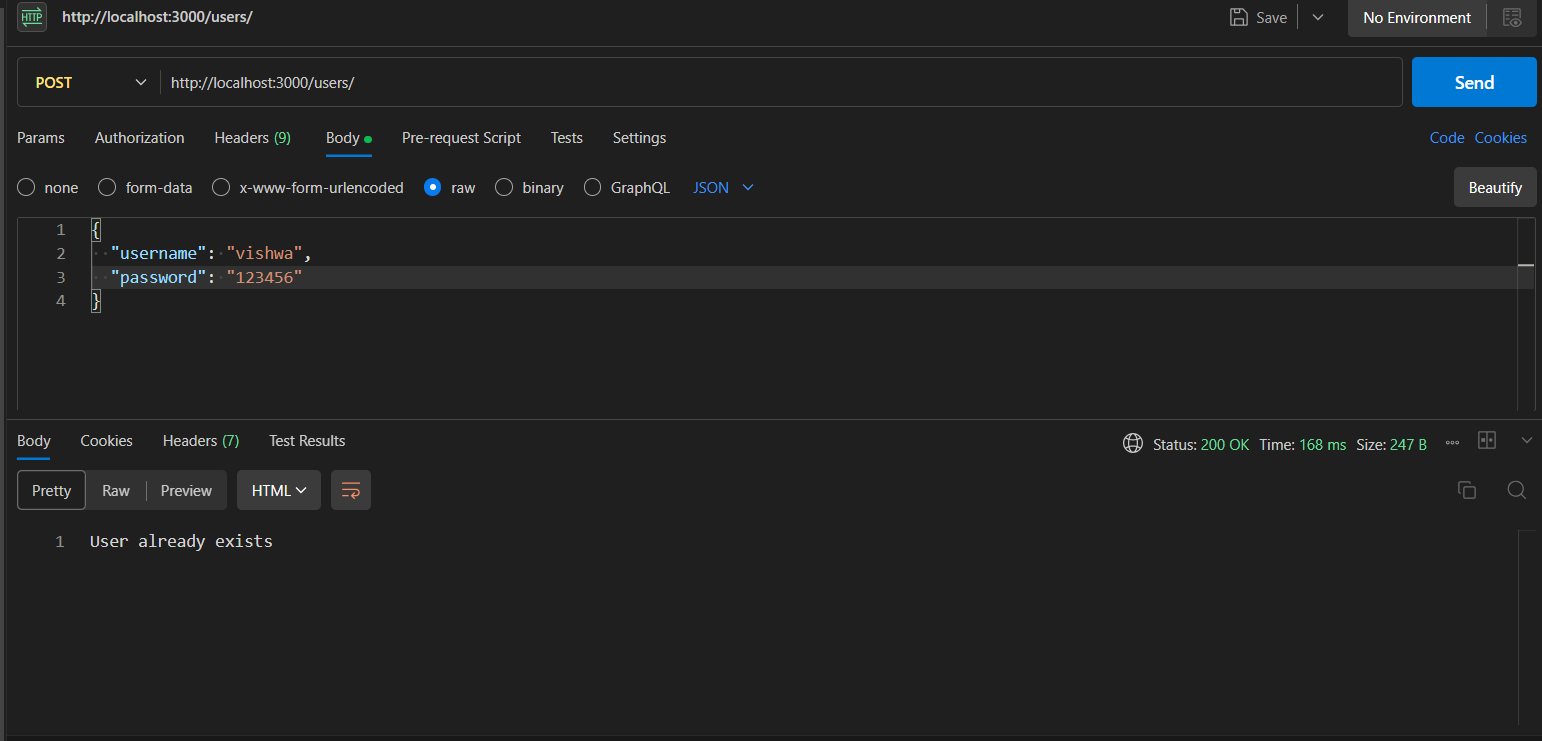 HTTP http://localhost:3000/users/ Save No Environment
POST http://localhost:3000/users/ Send
Params Authorization Headers (9) Body Pre-request Script Tests Settings Code Cookies
none form-data x-www-form-urlencoded raw binary GraphQL JSON Beautify
1 {
2 "username": "vishwa",
3 "password": "123456"
4 }
Body Cookies Headers (7) Test Results Status: 200 OK Time: 168 ms Size: 247 B
Pretty Raw Preview HTML
1 User already exists